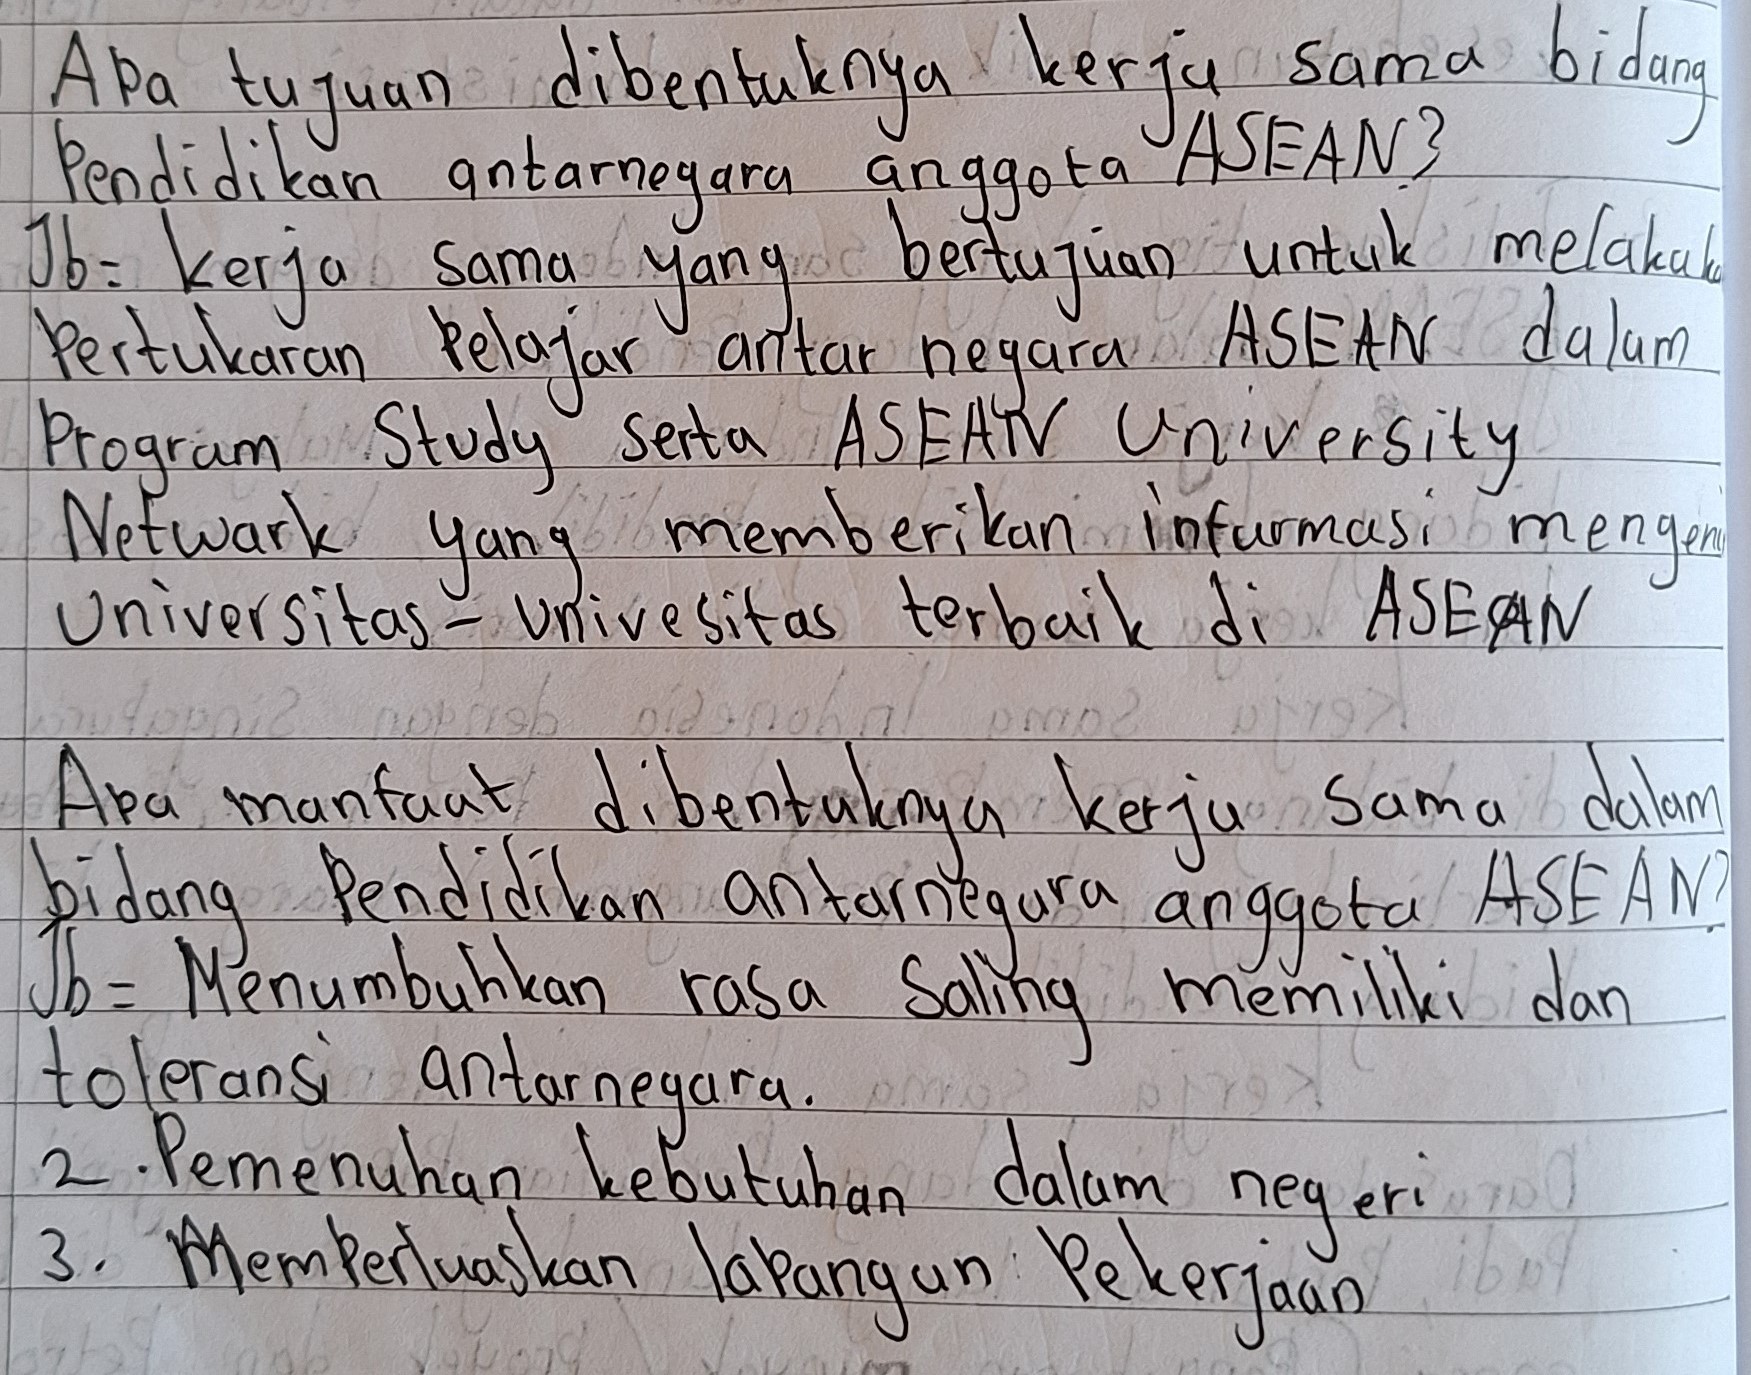 Apa tujuan dibentuknya kerja sama bidang
Pendidikan antarnegara anggota ASEAN?
Jb= kerja sama yang bertujuan untuk melakuk
Pertukaran Pelajar antar negara ASEAN dalam
Program Study serta ASEAN University
Netwark yang memberikan informasi mengen
Universitas-univesitas terbaik di ASEAN
Apa manfaat dibentuknya kerja sama dalam
bidang Pendidikan antarnegara anggota ASEAN?
Jb= Menumbuhkan rasa Saling memiliki dan
toleransi antarnegara.
2. Pemenuhan kebutuhan dalam negeri
3. Memperluaskan lapangan Pekerjaan